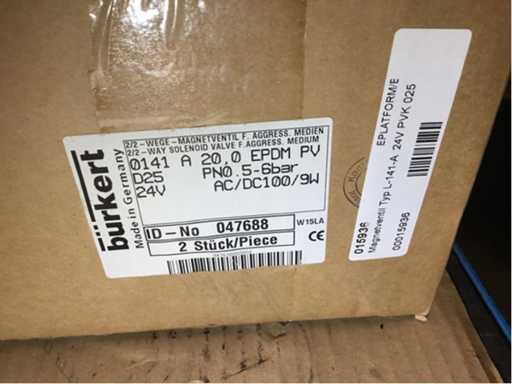 bürkert
Made in Germany
2/2-WEGE-MAGNETVENTIL F. AGGRESS. MEDIEN
2/2-WAY SOLENOID VALVE F.AGGRESS. MEDIUM
0141 A 20.0 EPDM PV
D25 PN0.5-6bar
24V AC/DC100/9W
ID-No 047688
W15LA
2 Stück/Piece
CE
EPLATFORM/E
Magnetventil Typ L-141-A 24V PVK 025
015936
00015936